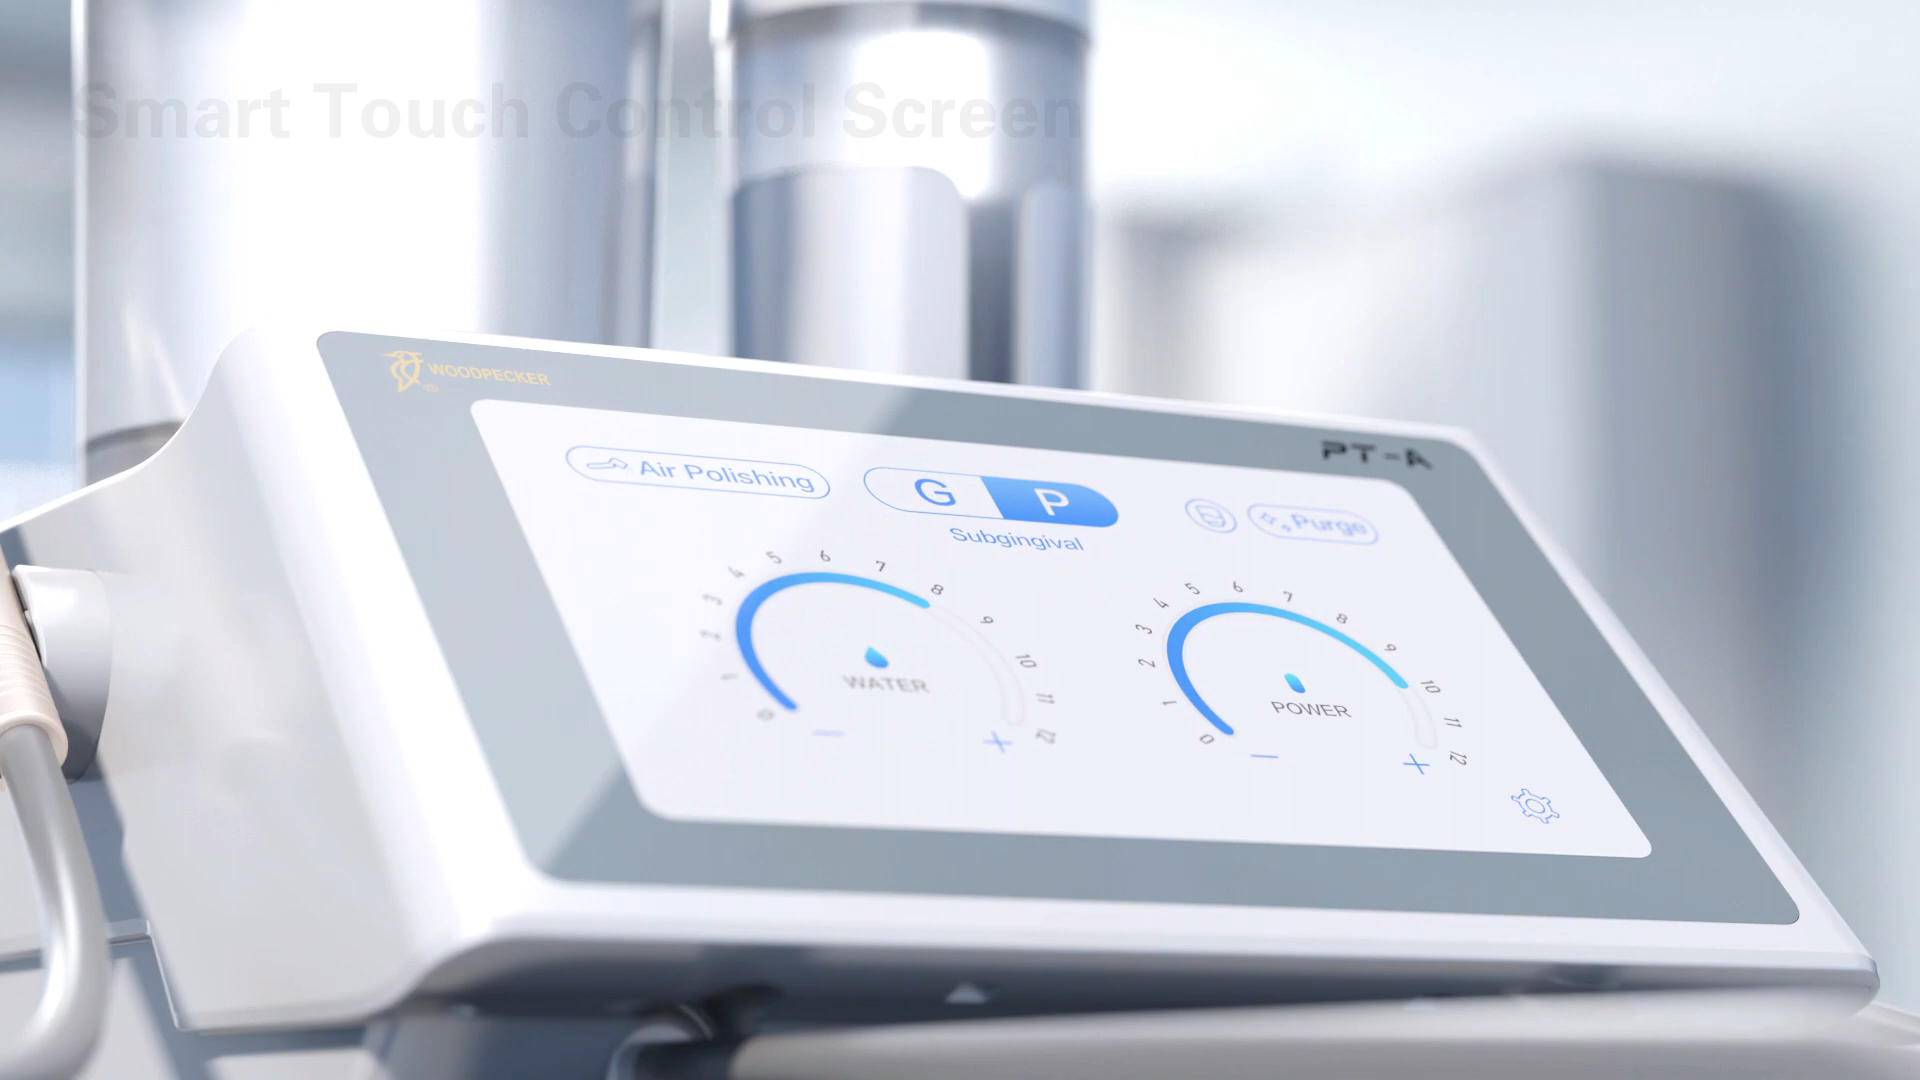 Smart Touch Control Screen
WOODPECKER
PT-A
Air Polishing
G P
Subgingival
Purge
0 1 2 3 4 5 6 7 8 9 10 11 12
WATER
− +
0 1 2 3 4 5 6 7 8 9 10 11 12
POWER
− +